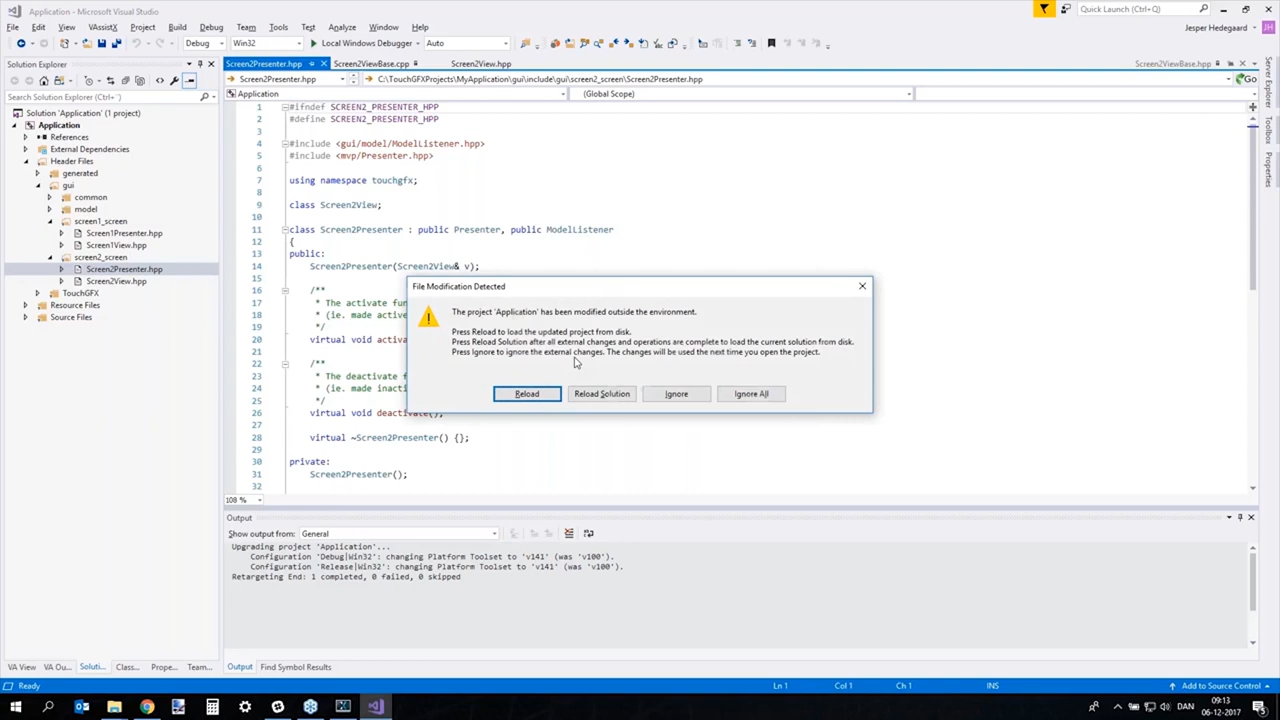 Application - Microsoft Visual Studio
Quick Launch (Ctrl+Q)
File Edit View VAssistX Project Build Debug Team Tools Test Analyze Window Help
Jesper Hedegaard JH
Debug Win32 Local Windows Debugger Auto
Solution Explorer
Search Solution Explorer (Ctrl+')
Solution 'Application' (1 project)
Application
References
External Dependencies
Header Files
generated
gui
common
model
screen1_screen
Screen1Presenter.hpp
Screen1View.hpp
screen2_screen
Screen2Presenter.hpp
Screen2View.hpp
TouchGFX
Resource Files
Source Files
VA View VA Ou... Soluti... Class... Prope... Team...
Screen2Presenter.hpp Screen2ViewBase.cpp Screen2View.hpp Screen2ViewBase.hpp
Screen2Presenter.hpp C:\TouchGFXProjects\MyApplication\gui\include\gui\screen2_screen\Screen2Presenter.hpp Go
Application (Global Scope)
1 #ifndef SCREEN2_PRESENTER_HPP
2 #define SCREEN2_PRESENTER_HPP
3
4 #include <gui/model/ModelListener.hpp>
5 #include <mvp/Presenter.hpp>
6
7 using namespace touchgfx;
8
9 class Screen2View;
10
11 class Screen2Presenter : public Presenter, public ModelListener
12 {
13 public:
14 Screen2Presenter(Screen2View& v);
15
16 /**
17 * The activate fun
18 * (ie. made active
19 */
20 virtual void activa
21
22 /**
23 * The deactivate f
24 * (ie. made inacti
25 */
26 virtual void deactivate();
27
28 virtual ~Screen2Presenter() {};
29
30 private:
31 Screen2Presenter();
32
108 %
File Modification Detected
The project 'Application' has been modified outside the environment.
Press Reload to load the updated project from disk.
Press Reload Solution after all external changes and operations are complete to load the current solution from disk.
Press Ignore to ignore the external changes. The changes will be used the next time you open the project.
Reload Reload Solution Ignore Ignore All
Output
Show output from: General
Upgrading project 'Application'...
Configuration 'Debug|Win32': changing Platform Toolset to 'v141' (was 'v100').
Configuration 'Release|Win32': changing Platform Toolset to 'v141' (was 'v100').
Retargeting End: 1 completed, 0 failed, 0 skipped
Output Find Symbol Results
Server Explorer
Toolbox
Properties
Ready Ln 1 Col 1 Ch 1 INS Add to Source Control
DAN
09:13
06-12-2017
5